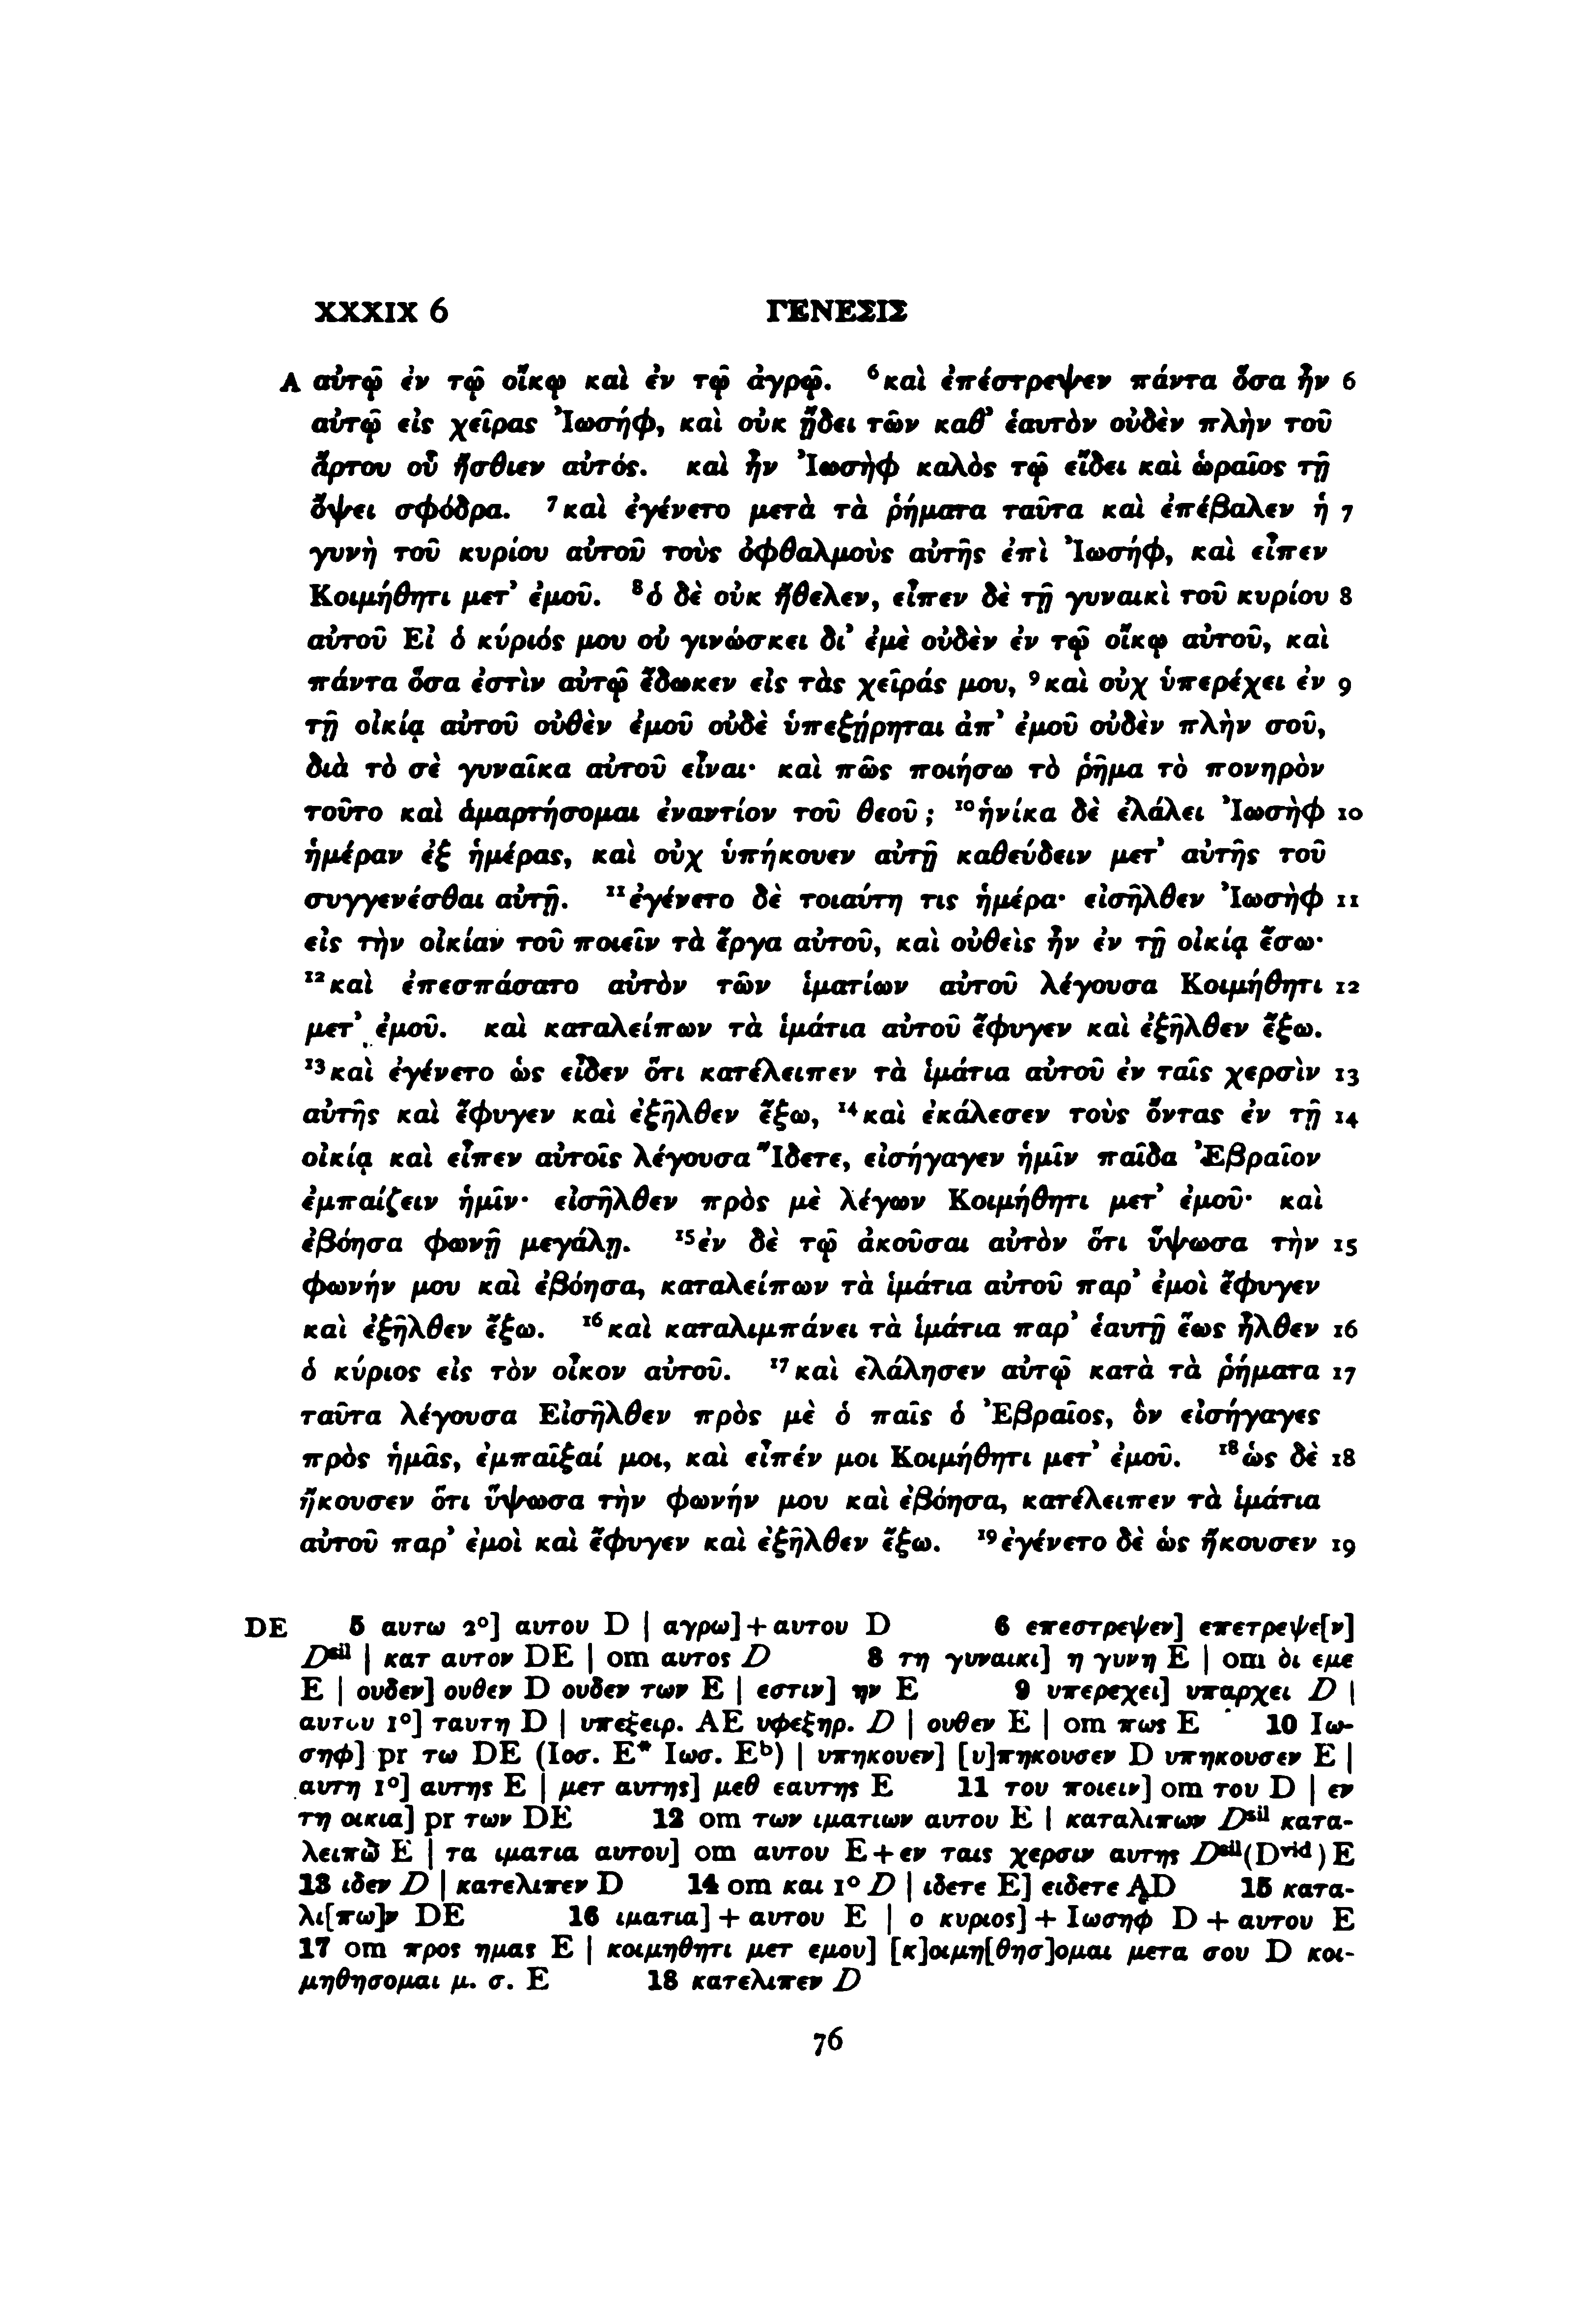 XXXIX 6 ΓΕΝΕΣΙΣ
A αὐτῷ ἐν τῷ οἴκῳ καὶ ἐν τῷ ἀγρῷ. ⁶καὶ ἐπέστρεψεν πάντα ὅσα ἦν 6
αὐτῷ εἰς χεῖρας Ἰωσήφ, καὶ οὐκ ᾔδει τῶν καθ’ ἑαυτὸν οὐδὲν πλὴν τοῦ
ἄρτου οὗ ἤσθιεν αὐτός. καὶ ἦν Ἰωσὴφ καλὸς τῷ εἴδει καὶ ὡραῖος τῇ
ὄψει σφόδρα. ⁷καὶ ἐγένετο μετὰ τὰ ῥήματα ταῦτα καὶ ἐπέβαλεν ἡ 7
γυνὴ τοῦ κυρίου αὐτοῦ τοὺς ὀφθαλμοὺς αὐτῆς ἐπὶ Ἰωσήφ, καὶ εἶπεν
Κοιμήθητι μετ’ ἐμοῦ. ⁸ὁ δὲ οὐκ ἤθελεν, εἶπεν δὲ τῇ γυναικὶ τοῦ κυρίου 8
αὐτοῦ Εἰ ὁ κύριός μου οὐ γινώσκει δι’ ἐμὲ οὐδὲν ἐν τῷ οἴκῳ αὐτοῦ, καὶ
πάντα ὅσα ἐστὶν αὐτῷ ἔδωκεν εἰς τὰς χεῖράς μου, ⁹καὶ οὐχ ὑπερέχει ἐν 9
τῇ οἰκίᾳ αὐτοῦ οὐθὲν ἐμοῦ οὐδὲ ὑπεξῄρηται ἀπ’ ἐμοῦ οὐδὲν πλὴν σοῦ,
διὰ τὸ σὲ γυναῖκα αὐτοῦ εἶναι· καὶ πῶς ποιήσω τὸ ῥῆμα τὸ πονηρὸν
τοῦτο καὶ ἁμαρτήσομαι ἐναντίον τοῦ θεοῦ; ¹⁰ἡνίκα δὲ ἐλάλει Ἰωσὴφ 10
ἡμέραν ἐξ ἡμέρας, καὶ οὐχ ὑπήκουεν αὐτῇ καθεύδειν μετ’ αὐτῆς τοῦ
συγγενέσθαι αὐτῇ. ¹¹ἐγένετο δὲ τοιαύτη τις ἡμέρα· εἰσῆλθεν Ἰωσὴφ 11
εἰς τὴν οἰκίαν τοῦ ποιεῖν τὰ ἔργα αὐτοῦ, καὶ οὐθεὶς ἦν ἐν τῇ οἰκίᾳ ἔσω·
¹²καὶ ἐπεσπάσατο αὐτὸν τῶν ἱματίων αὐτοῦ λέγουσα Κοιμήθητι 12
μετ’ ἐμοῦ. καὶ καταλείπων τὰ ἱμάτια αὐτοῦ ἔφυγεν καὶ ἐξῆλθεν ἔξω.
¹³καὶ ἐγένετο ὡς εἶδεν ὅτι κατέλειπεν τὰ ἱμάτια αὐτοῦ ἐν ταῖς χερσὶν 13
αὐτῆς καὶ ἔφυγεν καὶ ἐξῆλθεν ἔξω, ¹⁴καὶ ἐκάλεσεν τοὺς ὄντας ἐν τῇ 14
οἰκίᾳ καὶ εἶπεν αὐτοῖς λέγουσα Ἴδετε, εἰσήγαγεν ἡμῖν παῖδα Ἐβραῖον
ἐμπαίζειν ἡμῖν· εἰσῆλθεν πρὸς μὲ λέγων Κοιμήθητι μετ’ ἐμοῦ· καὶ
ἐβόησα φωνῇ μεγάλῃ. ¹⁵ἐν δὲ τῷ ἀκοῦσαι αὐτὸν ὅτι ὕψωσα τὴν 15
φωνήν μου καὶ ἐβόησα, καταλείπων τὰ ἱμάτια αὐτοῦ παρ’ ἐμοὶ ἔφυγεν
καὶ ἐξῆλθεν ἔξω. ¹⁶καὶ καταλιμπάνει τὰ ἱμάτια παρ’ ἑαυτῇ ἕως ἦλθεν 16
ὁ κύριος εἰς τὸν οἶκον αὐτοῦ. ¹⁷καὶ ἐλάλησεν αὐτῷ κατὰ τὰ ῥήματα 17
ταῦτα λέγουσα Εἰσῆλθεν πρὸς μὲ ὁ παῖς ὁ Ἐβραῖος, ὃν εἰσήγαγες
πρὸς ἡμᾶς, ἐμπαῖξαί μοι, καὶ εἶπέν μοι Κοιμήθητι μετ’ ἐμοῦ. ¹⁸ὡς δὲ 18
ἤκουσεν ὅτι ὕψωσα τὴν φωνήν μου καὶ ἐβόησα, κατέλειπεν τὰ ἱμάτια
αὐτοῦ παρ’ ἐμοὶ καὶ ἔφυγεν καὶ ἐξῆλθεν ἔξω. ¹⁹ἐγένετο δὲ ὡς ἤκουσεν 19
DE 5 αυτω 2°] αυτου D | αγρω]+αυτου D 6 επεστρεψεν] επετρεψε[ν]
Dˢⁱˡ | κατ αυτον DE | om αυτος D 8 τη γυναικι] η γυνη E | om δι εμε
E | ουδεν] ουθεν D ουδεν των E | εστιν] ην E 9 υπερεχει] υπαρχει D |
αυτου 1°] ταυτη D | υπεξειρ. AE υφεξηρ. D | ουθεν E | om πως E 10 Ιω-
σηφ] pr τω DE (Ιοσ. E* Ιωσ. Eᵇ) | υπηκουεν] [υ]πηκουσεν D υπηκουσεν E |
αυτη 1°] αυτης E | μετ αυτης] μεθ εαυτης E 11 του ποιειν] om του D | εν
τη οικια] pr των DE 12 om των ιματιων αυτου E | καταλιπων Dˢⁱˡ κατα-
λειπω̅ E | τα ιματια αυτου] om αυτου E+εν ταις χερσιν αυτης Dˢⁱˡ(Dᵛⁱᵈ) E
13 ιδεν D | κατελιπεν D 14 om και 1° D | ιδετε E] ειδετε AD 15 κατα-
λι[πω]ν DE 16 ιματια]+αυτου E | ο κυριος]+Ιωσηφ D+αυτου E
17 om προς ημας E | κοιμηθητι μετ εμου] [κ]οιμη[θησ]ομαι μετα σου D κοι-
μηθησομαι μ. σ. E 18 κατελιπεν D
76